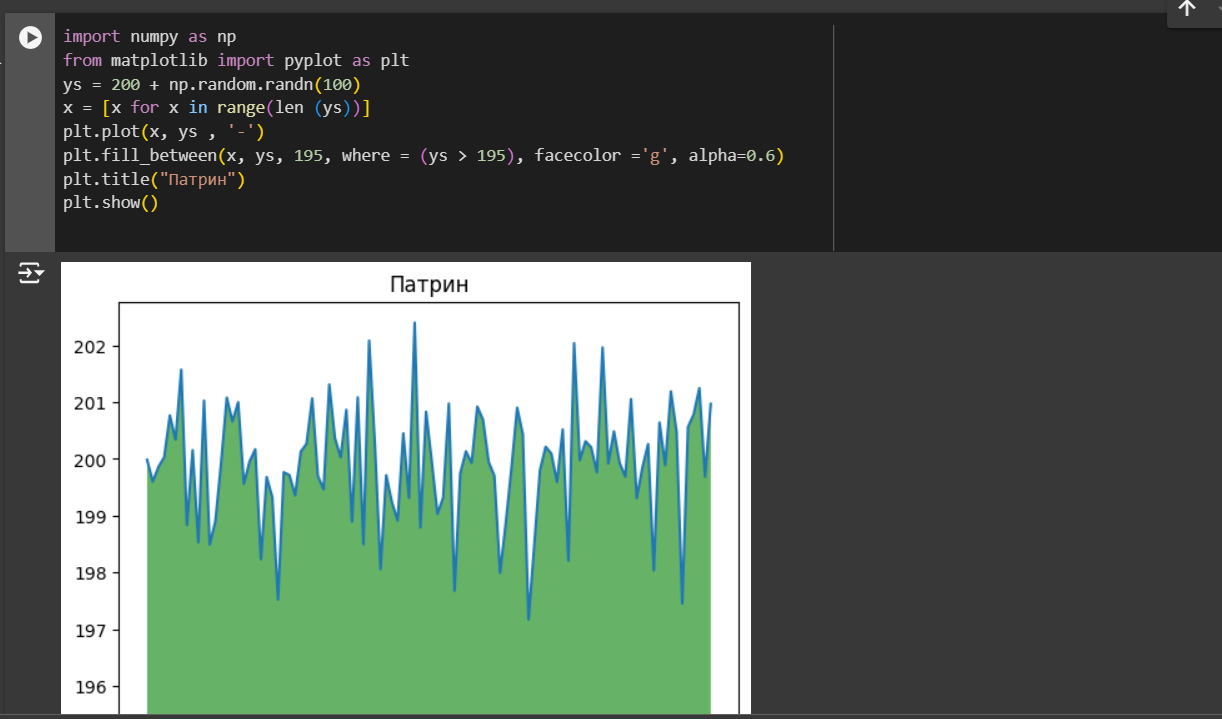 import numpy as np
from matplotlib import pyplot as plt
ys = 200 + np.random.randn(100)
x = [x for x in range(len (ys))]
plt.plot(x, ys , '-')
plt.fill_between(x, ys, 195, where = (ys > 195), facecolor ='g', alpha=0.6)
plt.title("Патрин")
plt.show()
Патрин
202
201
200
199
198
197
196